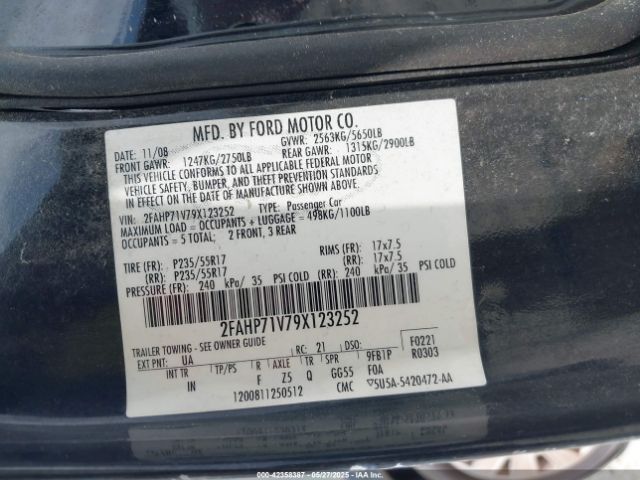 MFD. BY FORD MOTOR CO.
DATE: 11/08 GVWR: 2563KG/5650LB
FRONT GAWR: 1247KG/2750LB REAR GAWR: 1315KG/2900LB
THIS VEHICLE CONFORMS TO ALL APPLICABLE FEDERAL MOTOR
VEHICLE SAFETY, BUMPER, AND THEFT PREVENTION STANDARDS
IN EFFECT ON THE DATE OF MANUFACTURE SHOWN ABOVE.
VIN: 2FAHP71V79X123252 TYPE: Passenger Car
MAXIMUM LOAD = OCCUPANTS + LUGGAGE = 498KG/1100LB
OCCUPANTS = 5 TOTAL: 2 FRONT, 3 REAR
TIRE (FR): P235/55R17 RIMS (FR): 17x7.5
(RR): P235/55R17 (RR): 17x7.5
PRESSURE (FR): 240 kPa/ 35 PSI COLD (RR): 240 kPa/ 35 PSI COLD
2FAHP71V79X123252
TRAILER TOWING - SEE OWNER GUIDE
EXT PNT: UA RC: 21 DSO: F0221
INT TR TP/PS R AXLE TR SPR 9FB1P R0303
IN F Z5 Q GG55 FOA
1200811250512 CMC 5U5A-5420472-AA
000-42358387 - 05/27/2025 - IAAI BRANDED SOLUTIONS